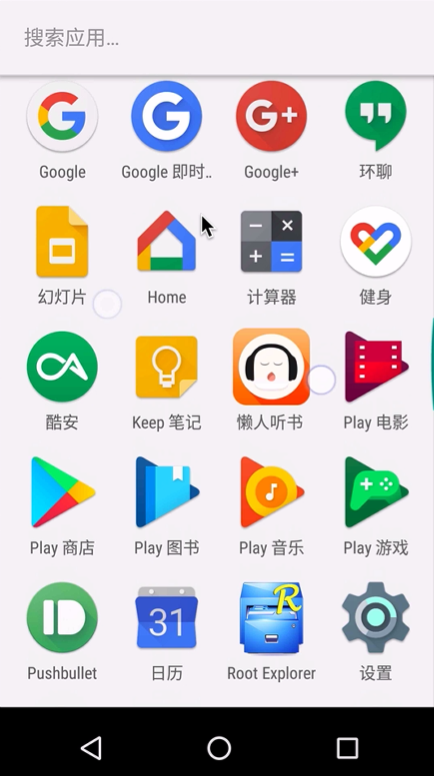 搜索应用...
Google
Google 即时..
Google+
环聊
幻灯片
Home
计算器
健身
酷安
Keep 笔记
懒人听书
Play 电影
Play 商店
Play 图书
Play 音乐
Play 游戏
31
Pushbullet
日历
R
Root Explorer
设置